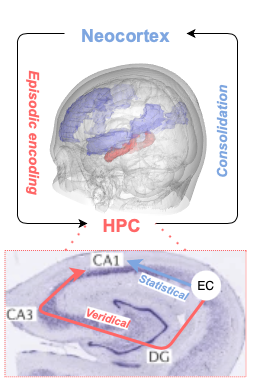 Neocortex
Episodic encoding
Consolidation
HPC
CA1
Statistical
EC
CA3
Veridical
DG